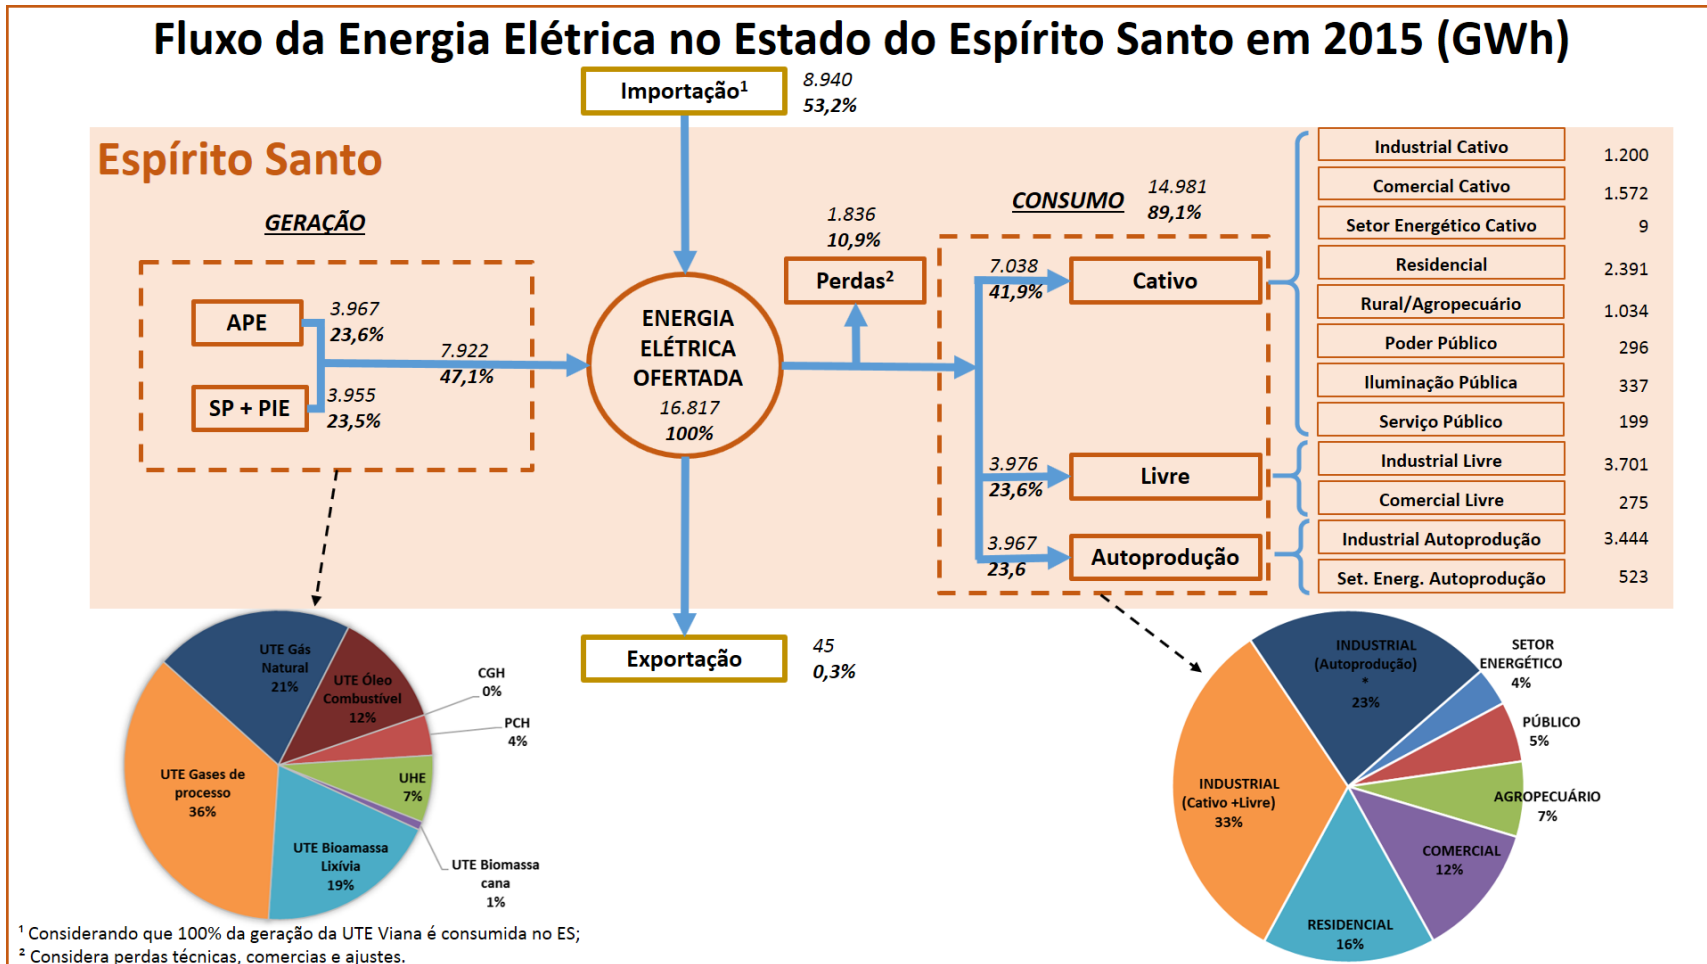 Fluxo da Energia Elétrica no Estado do Espírito Santo em 2015 (GWh)
Importação¹
8.940
53,2%
Espírito Santo
GERAÇÃO
APE
3.967
23,6%
SP + PIE
3.955
23,5%
7.922
47,1%
ENERGIA
ELÉTRICA
OFERTADA
16.817
100%
1.836
10,9%
Perdas²
CONSUMO
14.981
89,1%
7.038
41,9%
Cativo
3.976
23,6%
Livre
3.967
23,6
Autoprodução
Industrial Cativo
1.200
Comercial Cativo
1.572
Setor Energético Cativo
9
Residencial
2.391
Rural/Agropecuário
1.034
Poder Público
296
Iluminação Pública
337
Serviço Público
199
Industrial Livre
3.701
Comercial Livre
275
Industrial Autoprodução
3.444
Set. Energ. Autoprodução
523
Exportação
45
0,3%
UTE Gás
Natural
21%
UTE Óleo
Combustível
12%
CGH
0%
PCH
4%
UHE
7%
UTE Biomassa
cana
1%
UTE Bioamassa
Lixívia
19%
UTE Gases de
processo
36%
INDUSTRIAL
(Autoprodução)
*
23%
SETOR
ENERGÉTICO
4%
PÚBLICO
5%
AGROPECUÁRIO
7%
COMERCIAL
12%
RESIDENCIAL
16%
INDUSTRIAL
(Cativo +Livre)
33%
¹ Considerando que 100% da geração da UTE Viana é consumida no ES;
² Considera perdas técnicas, comercias e ajustes.